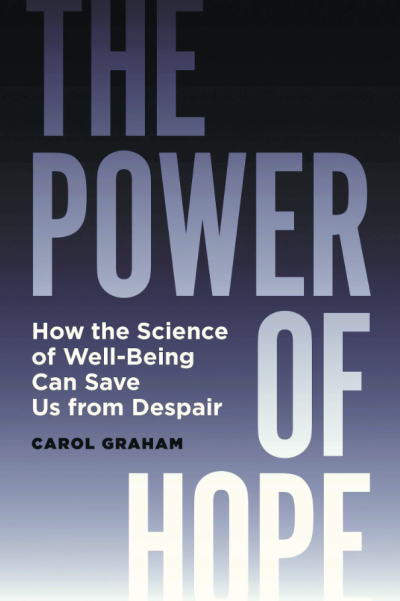 THE
POWER
OF
HOPE
How the Science
of Well-Being
Can Save
Us from Despair
CAROL GRAHAM